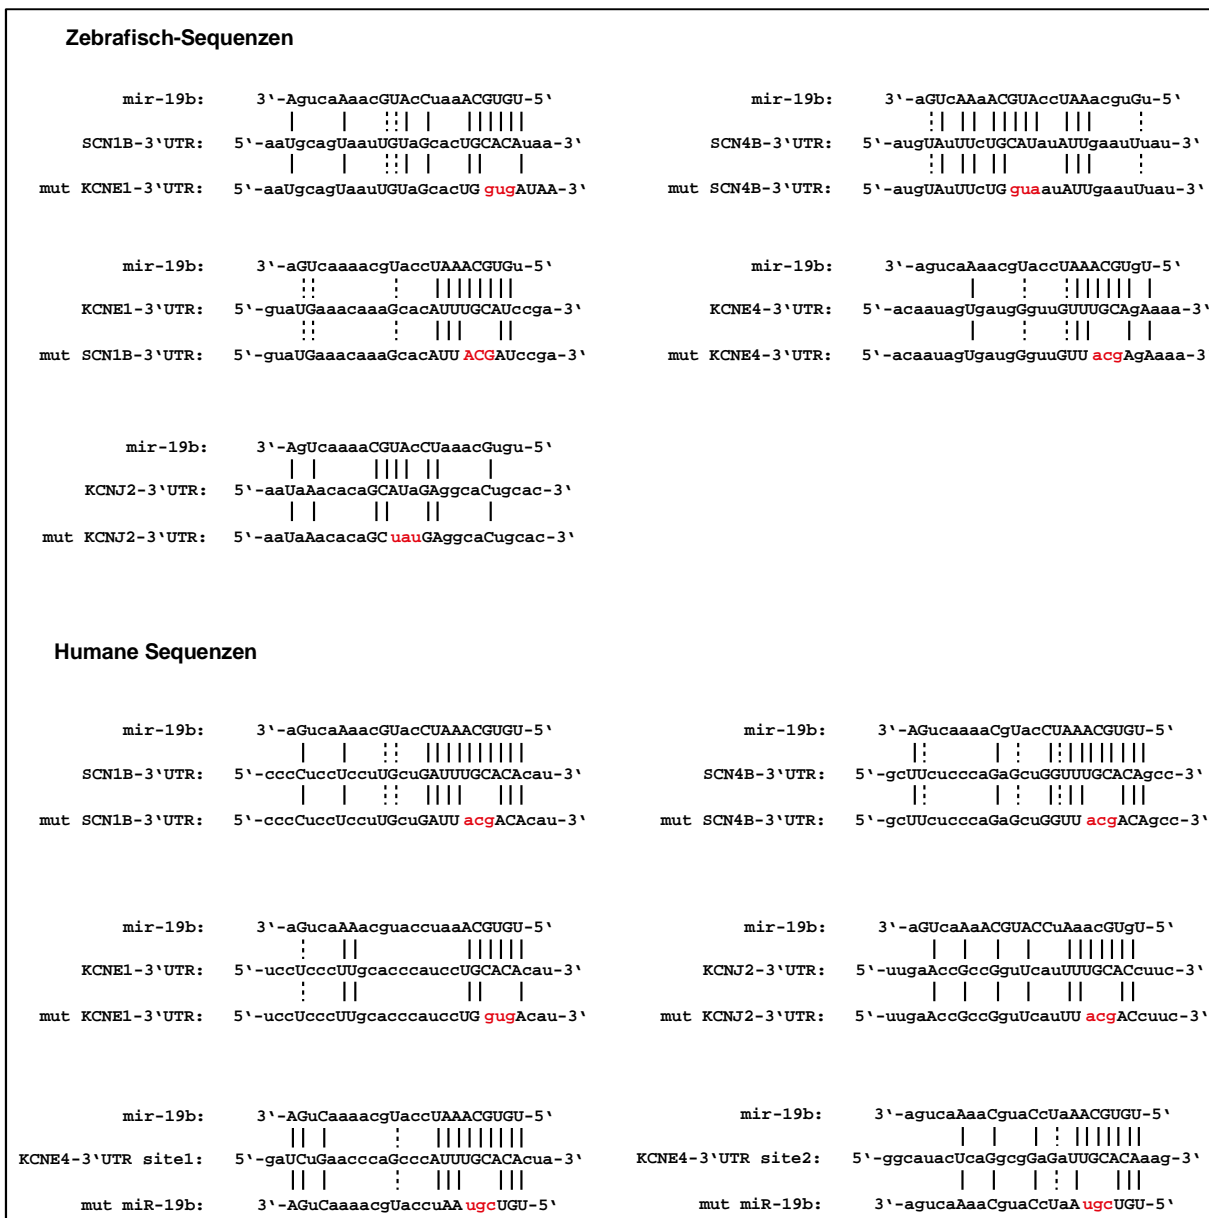 Zebrafisch-Sequenzen
mir-19b: 3‘-AgucaAaacGUAcCuaaACGUGU-5‘
SCN1B-3‘UTR: 5‘-aaUgcagUaauUGUaGcacUGCACAuaa-3‘
mut KCNE1-3‘UTR: 5‘-aaUgcagUaauUGUaGcacUG gugAUAA-3‘
mir-19b: 3‘-aGUcAAaACGUAccUAAacguGu-5‘
SCN4B-3‘UTR: 5‘-augUAuUUcUGCAUauAUUgaauUuau-3‘
mut SCN4B-3‘UTR: 5‘-augUAuUUcUG guaauAUUgaauUuau-3‘
mir-19b: 3‘-aGUcaaaacgUaccUAAACGUGu-5‘
KCNE1-3‘UTR: 5‘-guaUGaaacaaaGcacAUUUGCAUccga-3‘
mut SCN1B-3‘UTR: 5‘-guaUGaaacaaaGcacAUU ACGAUccga-3‘
mir-19b: 3‘-agucaAaacgUaccUAAACGUgU-5‘
KCNE4-3‘UTR: 5‘-acaauagUgaugGguuGUUUGCAgAaaa-3‘
mut KCNE4-3‘UTR: 5‘-acaauagUgaugGguuGUU acgAgAaaa-3
mir-19b: 3‘-AgUcaaaaCGUAcCUaaacGugu-5‘
KCNJ2-3‘UTR: 5‘-aaUaAacacaGCAUaGAggcaCugcac-3‘
mut KCNJ2-3‘UTR: 5‘-aaUaAacacaGC uauGAggcaCugcac-3‘
Humane Sequenzen
mir-19b: 3‘-aGucaAaacGUaccUAAACGUGU-5‘
SCN1B-3‘UTR: 5‘-cccCuccUccuUGcuGAUUUGCACAcau-3‘
mut SCN1B-3‘UTR: 5‘-cccCuccUccuUGcuGAUU acgACAcau-3‘
mir-19b: 3‘-AGucaaaaCgUaccUAAACGUGU-5‘
SCN4B-3‘UTR: 5‘-gcUUcucccaGaGcuGGUUUGCACAgcc-3‘
mut SCN4B-3‘UTR: 5‘-gcUUcucccaGaGcuGGUU acgACAgcc-3‘
mir-19b: 3‘-aGucaAAacguaccuaaACGUGU-5‘
KCNE1-3‘UTR: 5‘-uccUcccUUgcacccauccUGCACAcau-3‘
mut KCNE1-3‘UTR: 5‘-uccUcccUUgcacccauccUG gugAcau-3‘
mir-19b: 3‘-aGUcaAaACGUACCuAaacGUgU-5‘
KCNJ2-3‘UTR: 5‘-uugaAccGccGguUcauUUUGCACcuuc-3‘
mut KCNJ2-3‘UTR: 5‘-uugaAccGccGguUcauUU acgACcuuc-3‘
mir-19b: 3‘-AGuCaaaacgUaccUAAACGUGU-5‘
KCNE4-3‘UTR site1: 5‘-gaUCuGaacccaGcccAUUUGCACAcua-3‘
mut miR-19b: 3‘-AGuCaaaacgUaccuAA ugcUGU-5‘
mir-19b: 3‘-agucaAaaCguaCcUaAACGUGU-5‘
KCNE4-3‘UTR site2: 5‘-ggcauacUcaGgcgGaGaUUGCACAaag-3‘
mut miR-19b: 3‘-agucaAaaCguaCcUaA ugcUGU-5‘